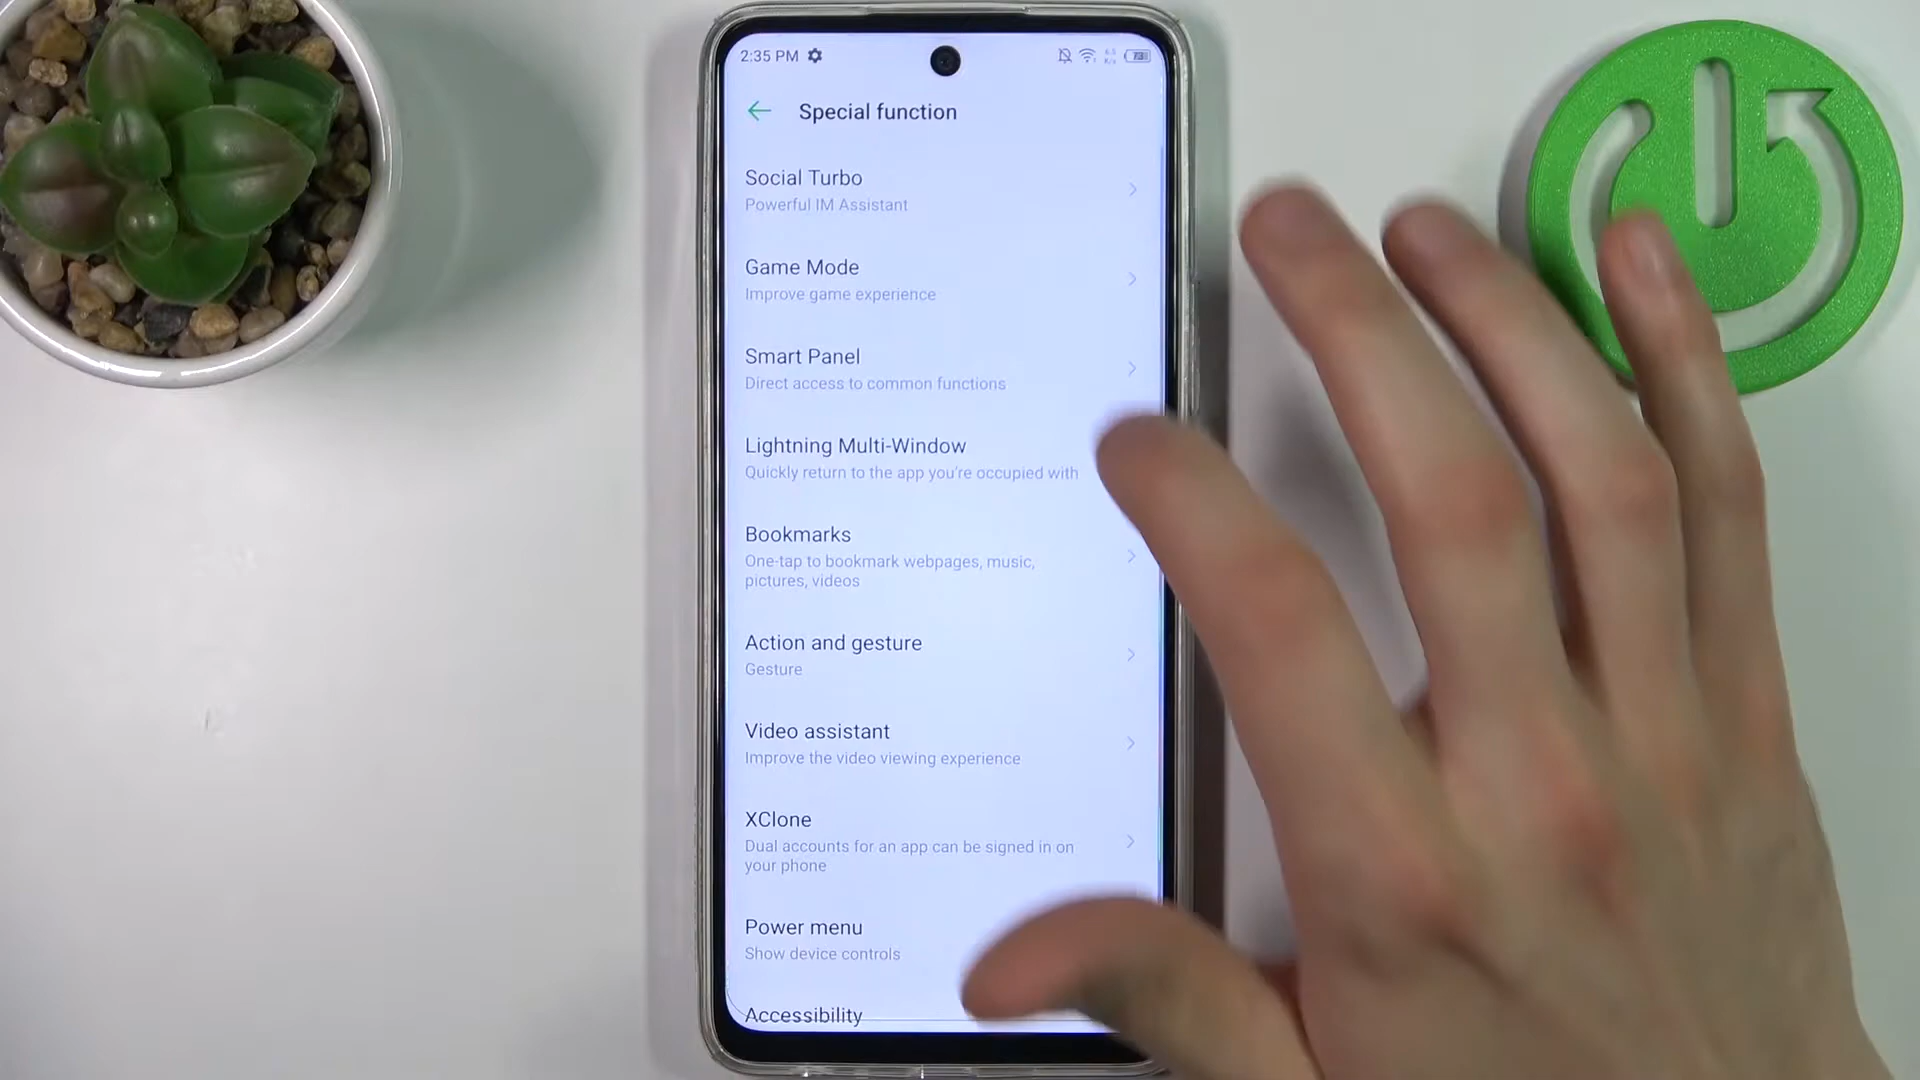 2:35 PM
73
Special function
Social Turbo
Powerful IM Assistant
Game Mode
Improve game experience
Smart Panel
Direct access to common functions
Lightning Multi-Window
Quickly return to the app you're occupied with
Bookmarks
One-tap to bookmark webpages, music,
pictures, videos
Action and gesture
Gesture
Video assistant
Improve the video viewing experience
XClone
Dual accounts for an app can be signed in on
your phone
Power menu
Show device controls
Accessibility